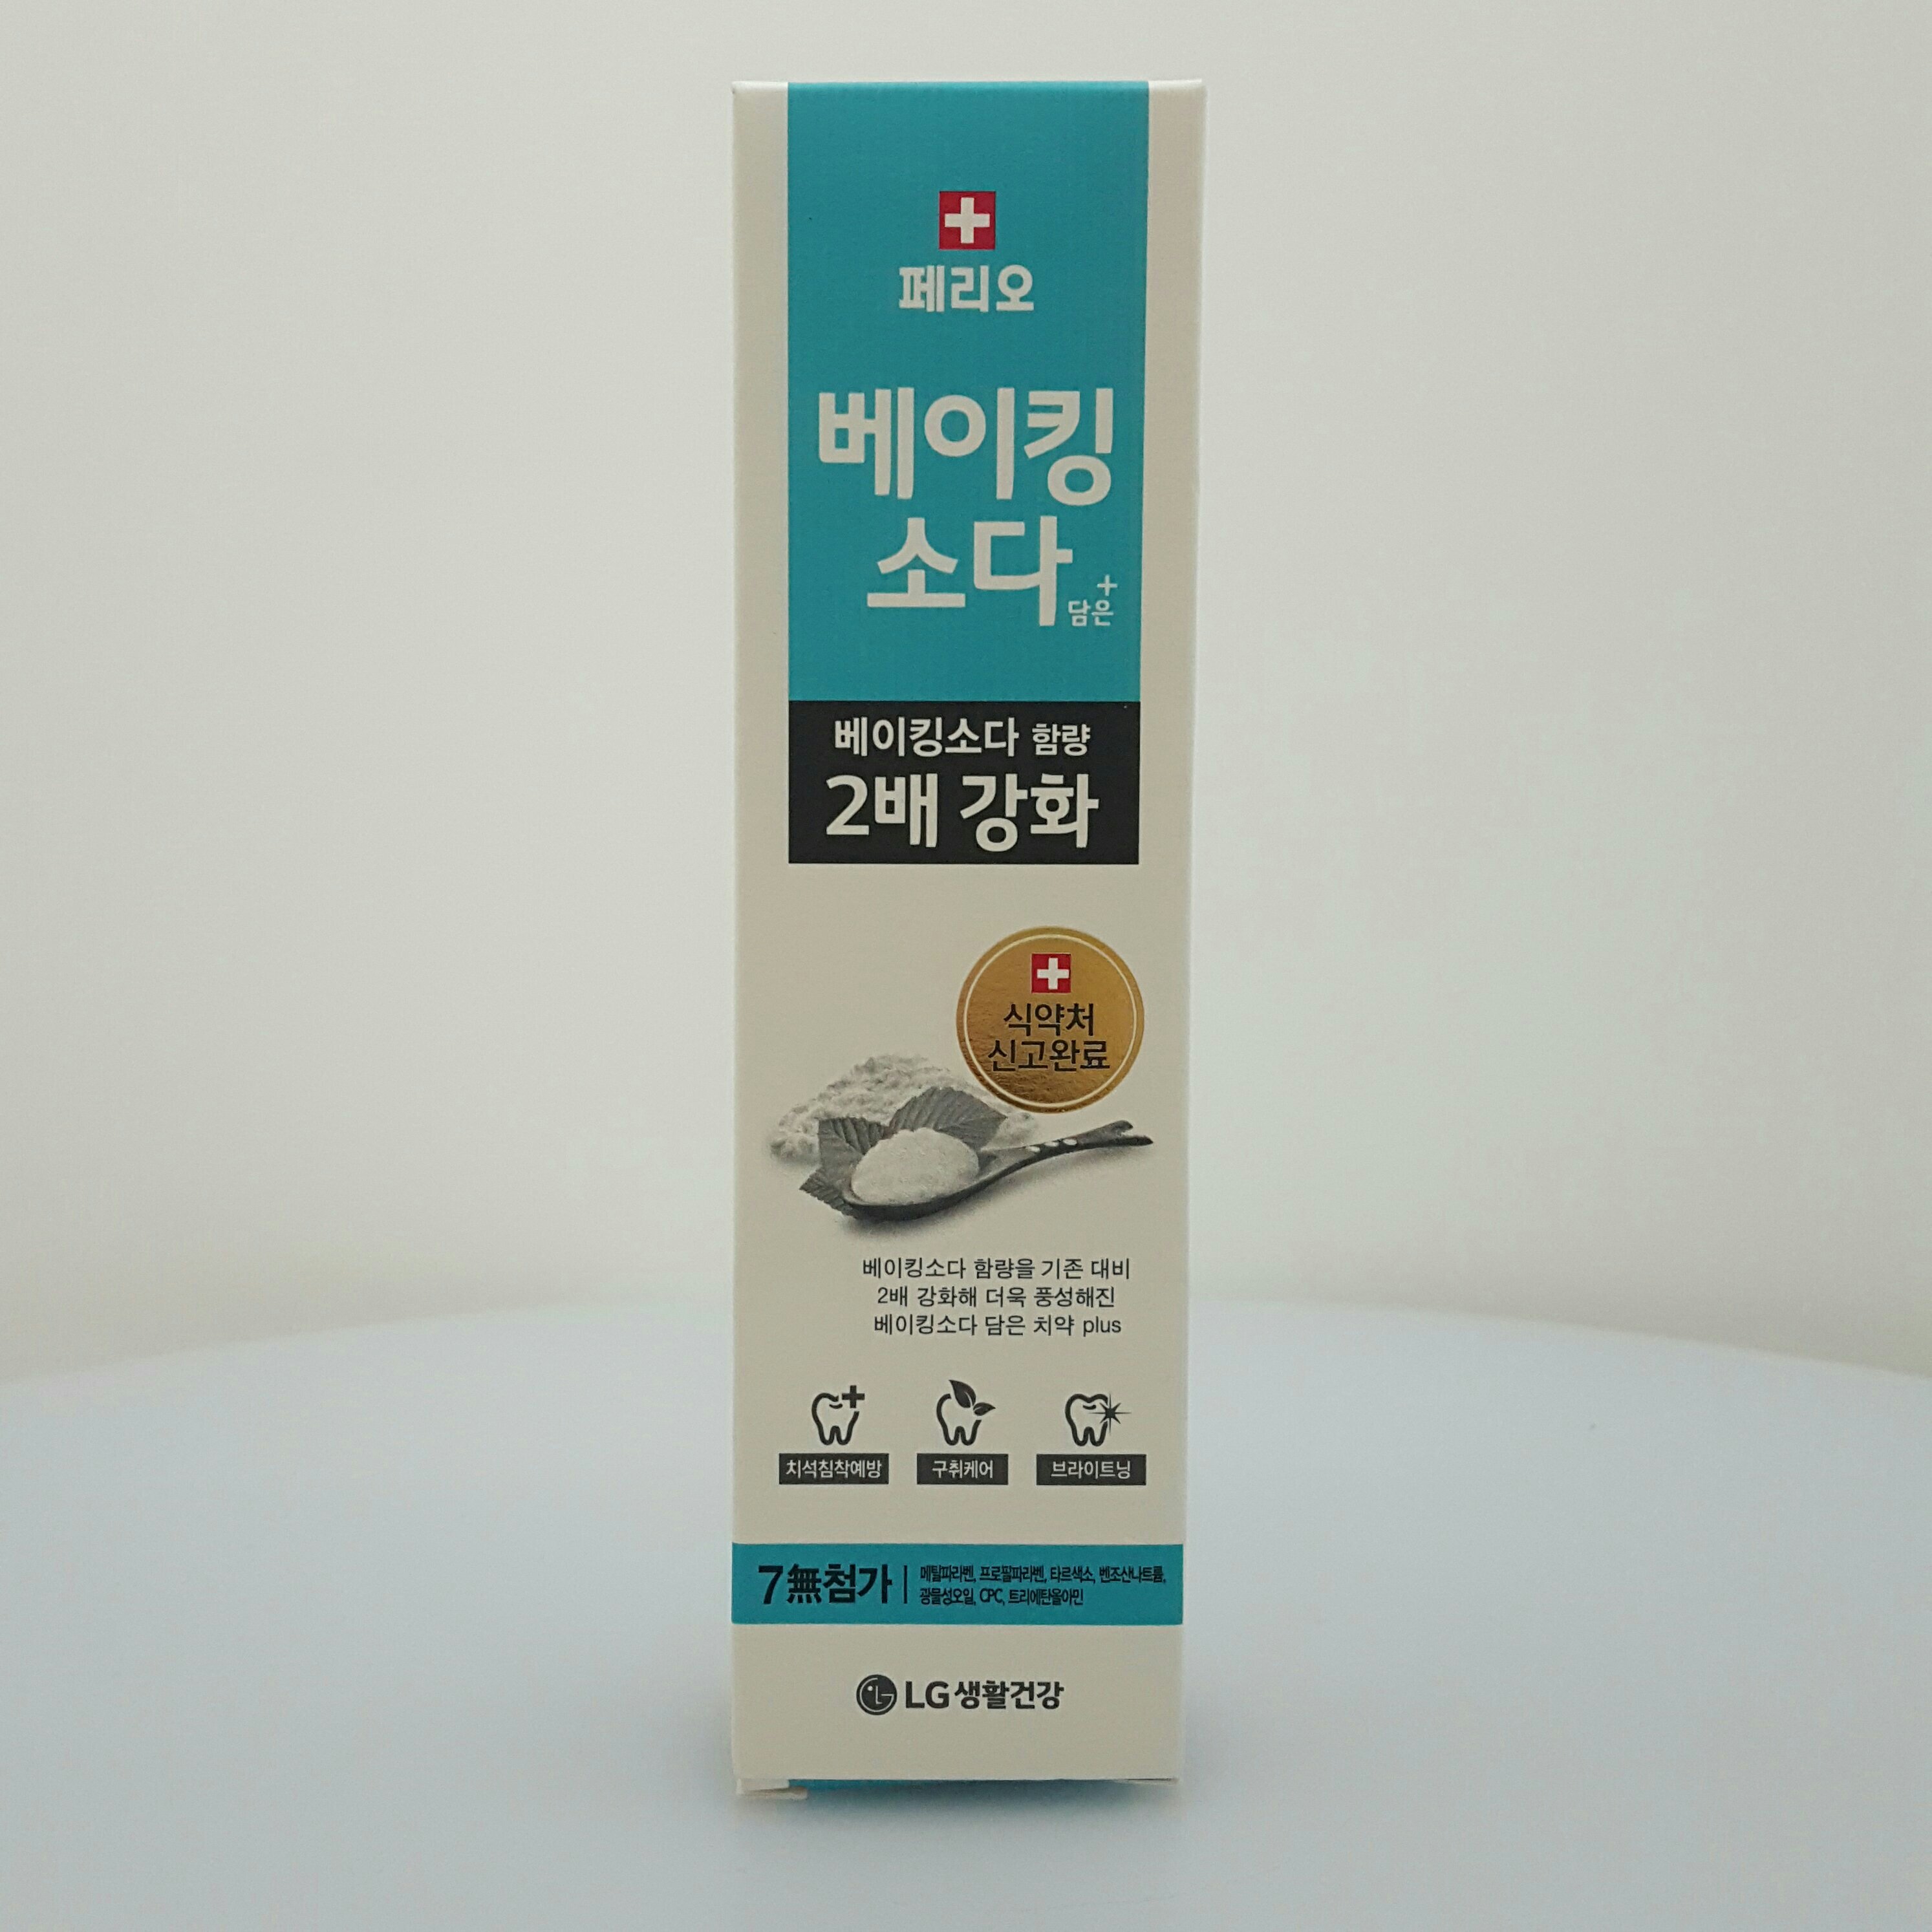 페리오
베이킹
소다
+
담은
베이킹소다 함량
2배 강화
식약처
신고완료
베이킹소다 함량을 기존 대비
2배 강화해 더욱 풍성해진
베이킹소다 담은 치약 plus
치석침착예방
구취케어
브라이트닝
7無첨가
메틸파라벤, 프로필파라벤, 타르색소, 벤조산나트륨,
광물성오일, CPC, 트리에탄올아민
LG 생활건강